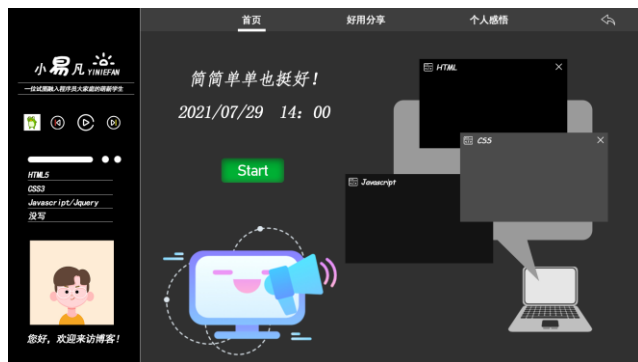 首页
好用分享
个人感悟
小易凡 YINIEFAN
一位试图融入程序员大家庭的萌新学生
HTML5
CSS3
Javascript/Jquery
没写
您好，欢迎来访博客！
简简单单也挺好！
2021/07/29 14：00
Start
HTML
CSS
Javascript